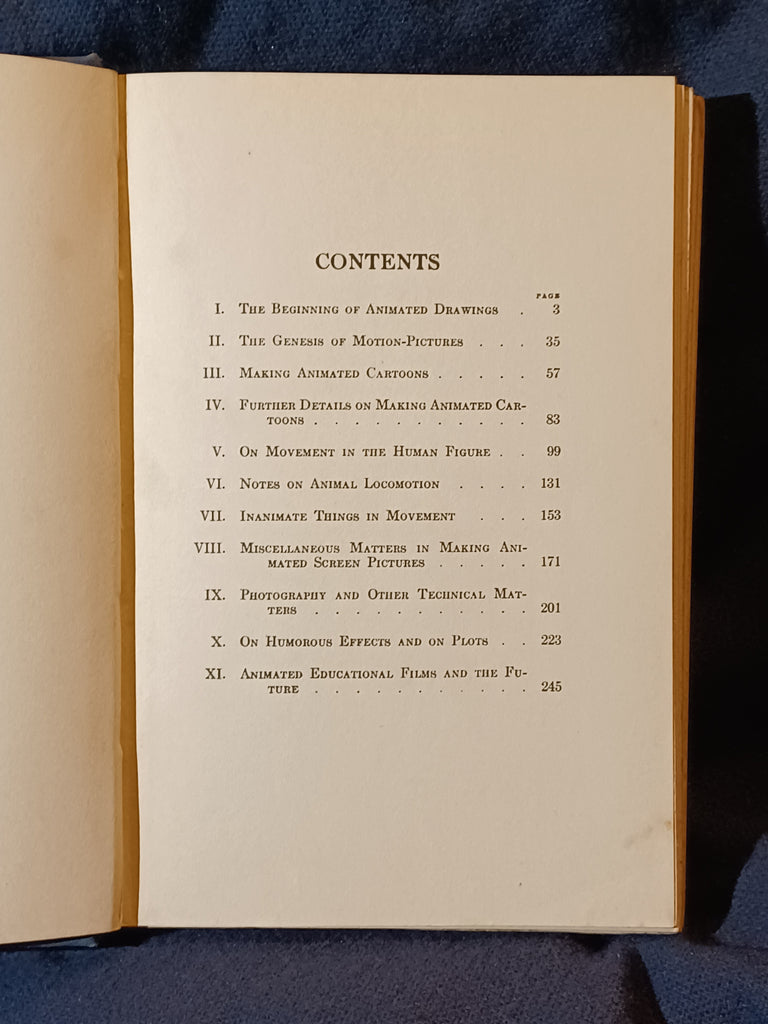 CONTENTS
PAGE
I. The Beginning of Animated Drawings . 3
II. The Genesis of Motion-Pictures . . . 35
III. Making Animated Cartoons . . . . . 57
IV. Further Details on Making Animated Car-
toons . . . . . . . . . . . 83
V. On Movement in the Human Figure . . 99
VI. Notes on Animal Locomotion . . . . 131
VII. Inanimate Things in Movement . . . 153
VIII. Miscellaneous Matters in Making Ani-
mated Screen Pictures . . . . . 171
IX. Photography and Other Technical Mat-
ters . . . . . . . . . . . 201
X. On Humorous Effects and on Plots . . 223
XI. Animated Educational Films and the Fu-
ture . . . . . . . . . . . 245